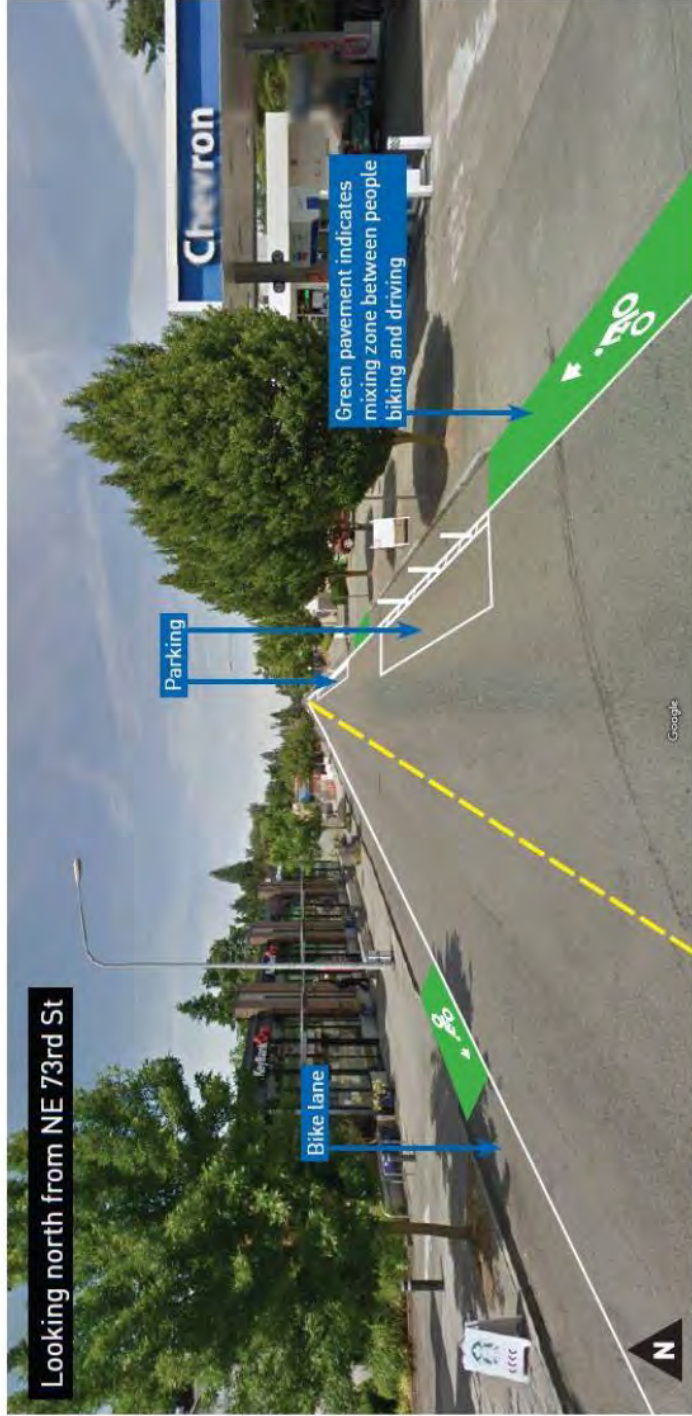 Looking north from NE 73rd St
Chevron
Parking
Green pavement indicates
mixing zone between people
biking and driving
Bike lane
Google
N